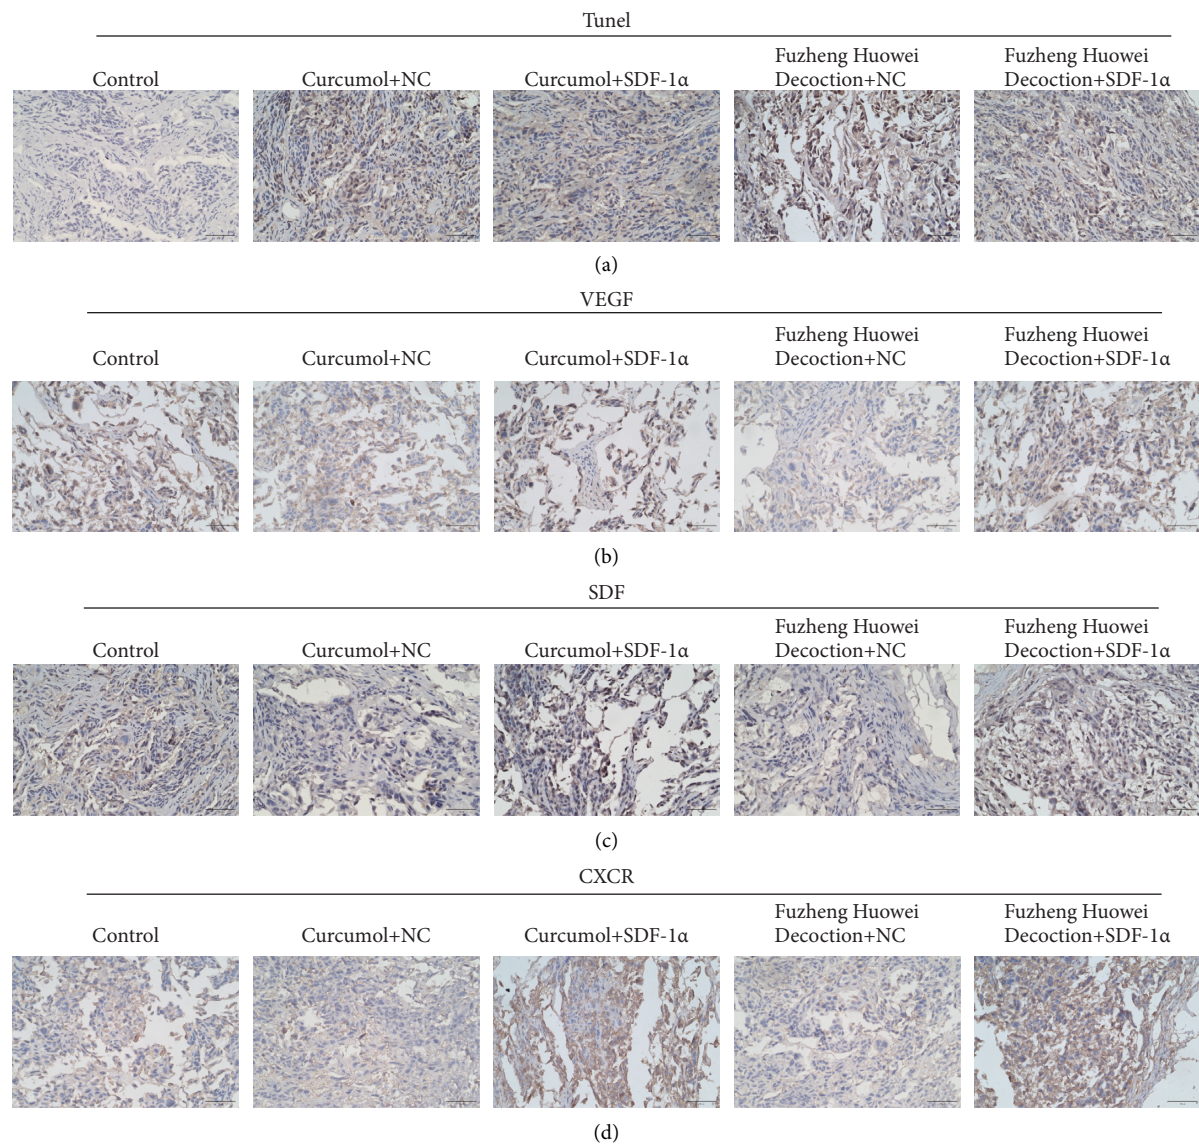 Tunel
Control
Curcumol+NC
Curcumol+SDF-1α
Fuzheng Huowei
Decoction+NC
Fuzheng Huowei
Decoction+SDF-1α
(a)
VEGF
Control
Curcumol+NC
Curcumol+SDF-1α
Fuzheng Huowei
Decoction+NC
Fuzheng Huowei
Decoction+SDF-1α
(b)
SDF
Control
Curcumol+NC
Curcumol+SDF-1α
Fuzheng Huowei
Decoction+NC
Fuzheng Huowei
Decoction+SDF-1α
(c)
CXCR
Control
Curcumol+NC
Curcumol+SDF-1α
Fuzheng Huowei
Decoction+NC
Fuzheng Huowei
Decoction+SDF-1α
(d)